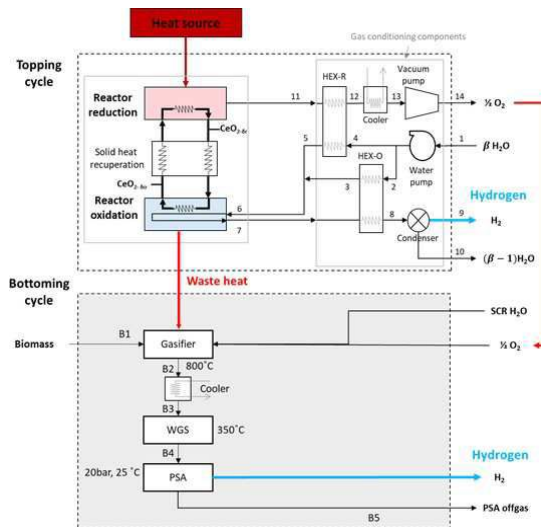 Heat source
Gas conditioning components
Topping cycle
HEX-R
Vacuum
pump
Reactor
reduction
11
12
13
14
½ O₂
Cooler
CeO₂₋δr
Solid heat
recuperation
5
4
1
β H₂O
HEX-O
Water
pump
3
2
CeO₂₋δo
Hydrogen
Reactor
oxidation
6
7
8
9
H₂
Condenser
10
(β − 1)H₂O
Waste heat
Bottoming
cycle
SCR H₂O
B1
Biomass
Gasifier
½ O₂
B2
800˚C
Cooler
B3
WGS
350˚C
B4
Hydrogen
20bar, 25 ˚C
PSA
H₂
PSA offgas
B5